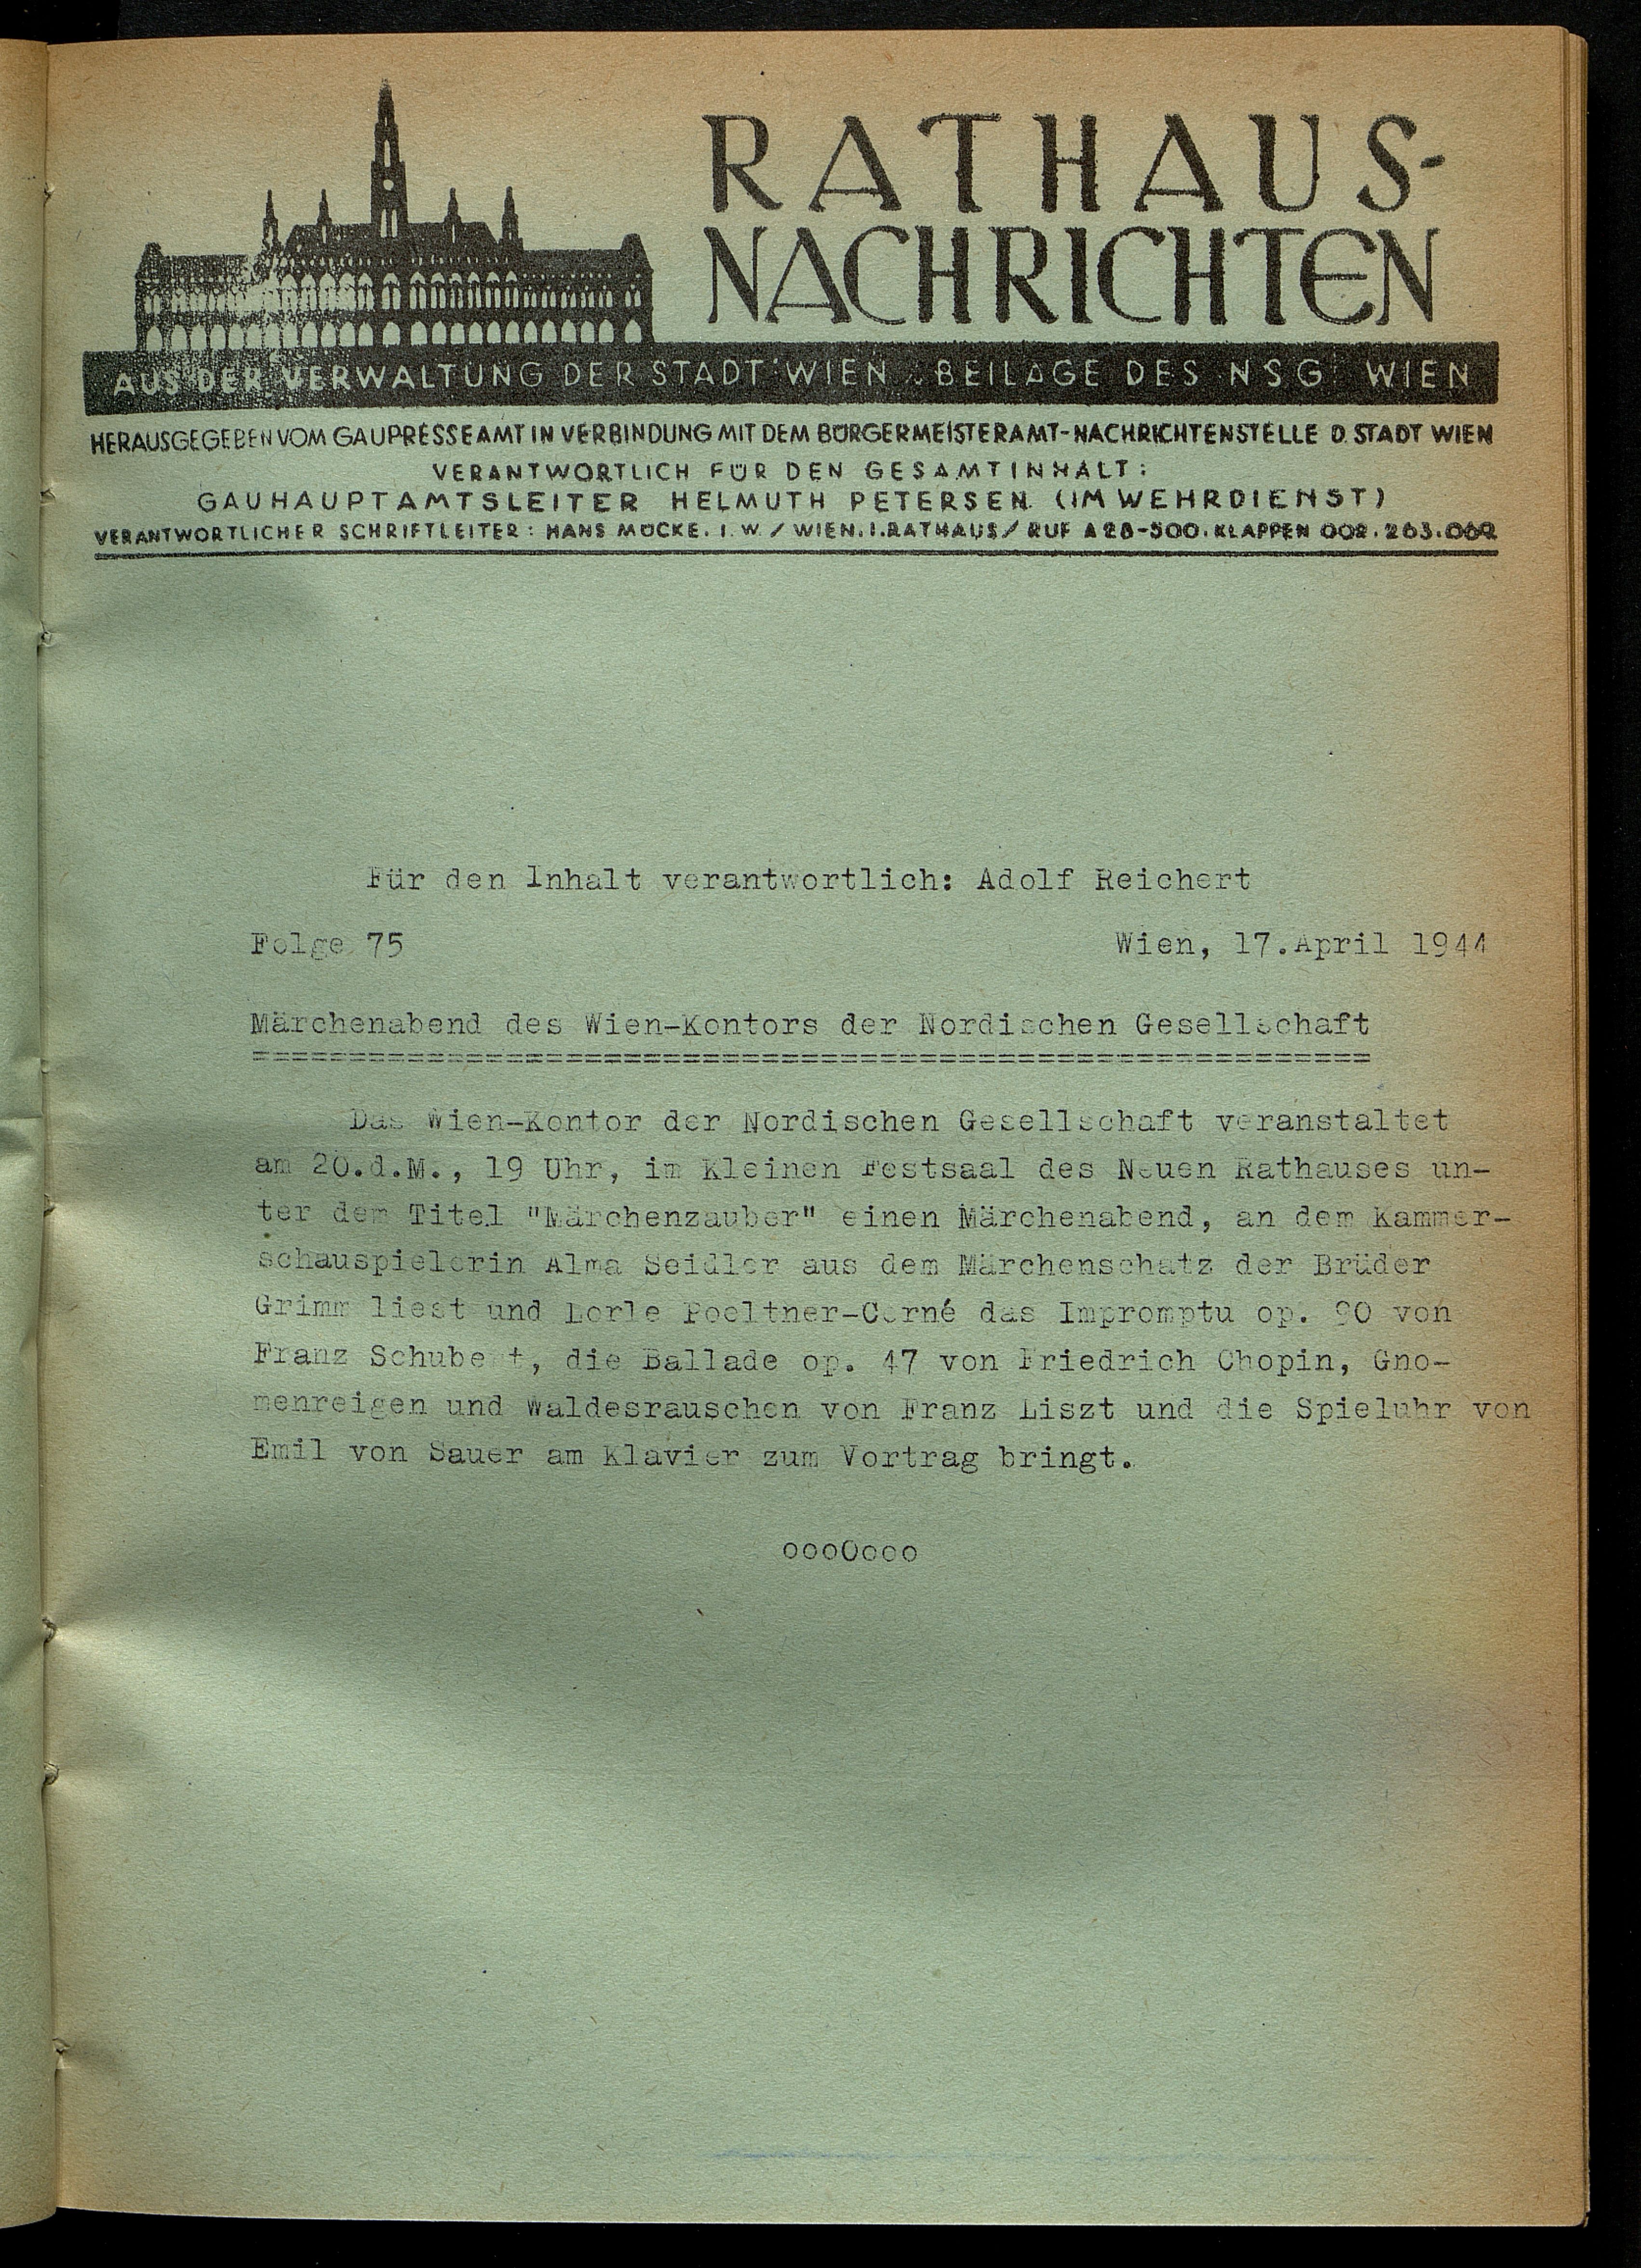 RATHAUS-
NACHRICHTEN
AUS DER VERWALTUNG DER STADT WIEN . BEILAGE DES NSG WIEN
HERAUSGEGEBEN VOM GAUPRESSEAMT IN VERBINDUNG MIT DEM BÜRGERMEISTERAMT-NACHRICHTENSTELLE D. STADT WIEN
VERANTWORTLICH FÜR DEN GESAMTINHALT:
GAUHAUPTAMTSLEITER HELMUTH PETERSEN (IM WEHRDIENST)
VERANTWORTLICHER SCHRIFTLEITER: HANS MÜCKE. I. W. / WIEN. I. RATHAUS / RUF A 28-500. KLAPPEN 002. 263. 069
Für den Inhalt verantwortlich: Adolf Reichert
Folge 75 Wien, 17.April 1944
Märchenabend des Wien-Kontors der Nordischen Gesellschaft
=========================================================
Das Wien-Kontor der Nordischen Gesellschaft veranstaltet
am 20.d.M., 19 Uhr, im Kleinen Festsaal des Neuen Rathauses un-
ter dem Titel "Märchenzauber" einen Märchenabend, an dem Kammer-
schauspielerin Alma Seidler aus dem Märchenschatz der Brüder
Grimm liest und Lorle Poeltner-Cerné das Impromptu op. 90 von
Franz Schubert, die Ballade op. 47 von Friedrich Chopin, Gno-
menreigen und Waldesrauschen von Franz Liszt und die Spieluhr von
Emil von Sauer am Klavier zum Vortrag bringt.
oooOooo